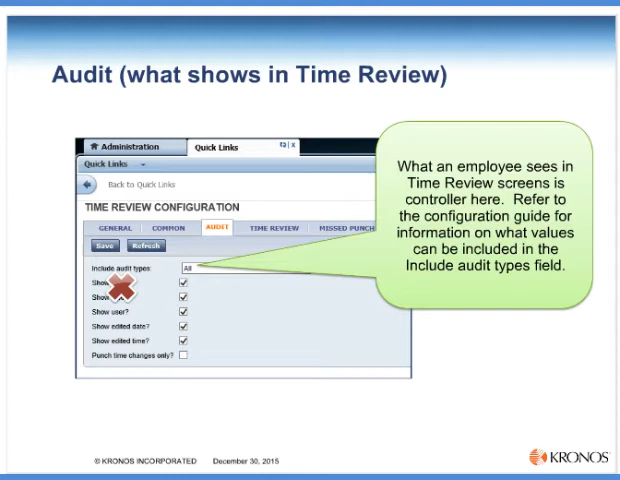 Audit (what shows in Time Review)
Administration
Quick Links
x
Quick Links
Back to Quick Links
TIME REVIEW CONFIGURATION
GENERAL
COMMON
AUDIT
TIME REVIEW
MISSED PUNCH
Save
Refresh
Include audit types
All
Sho
Show
Show user?
Show edited date?
Show edited time?
Punch time changes only?
What an employee sees in
Time Review screens is
controller here. Refer to
the configuration guide for
information on what values
can be included in the
Include audit types field.
© KRONOS INCORPORATED
December 30, 2015
KRONOS